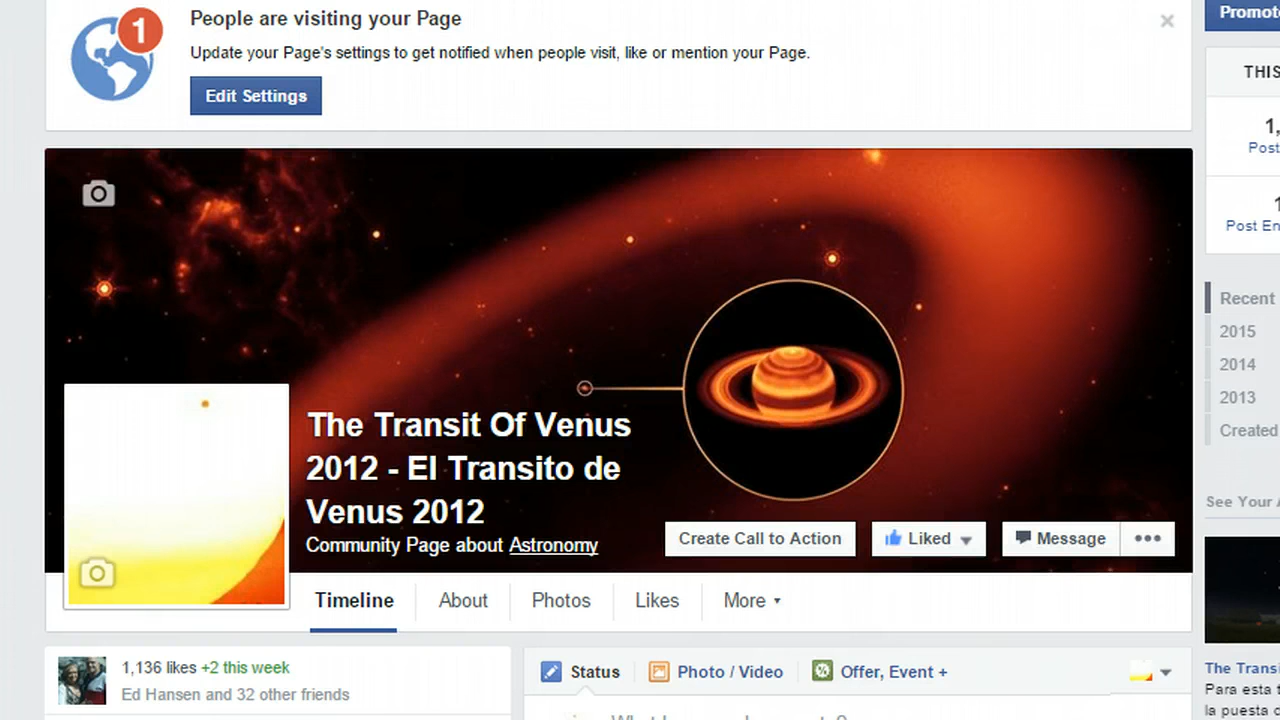 1
People are visiting your Page
Update your Page's settings to get notified when people visit, like or mention your Page.
Edit Settings
The Transit Of Venus
2012 - El Transito de
Venus 2012
Community Page about Astronomy
Create Call to Action
Liked
Message
Timeline
About
Photos
Likes
More
1,136 likes +2 this week
Ed Hansen and 32 other friends
Status
Photo / Video
Offer, Event +
Promot
THIS
1,
Post
1
Post En
Recent
2015
2014
2013
Created
See Your
The Transi
Para esta t
la puesta d